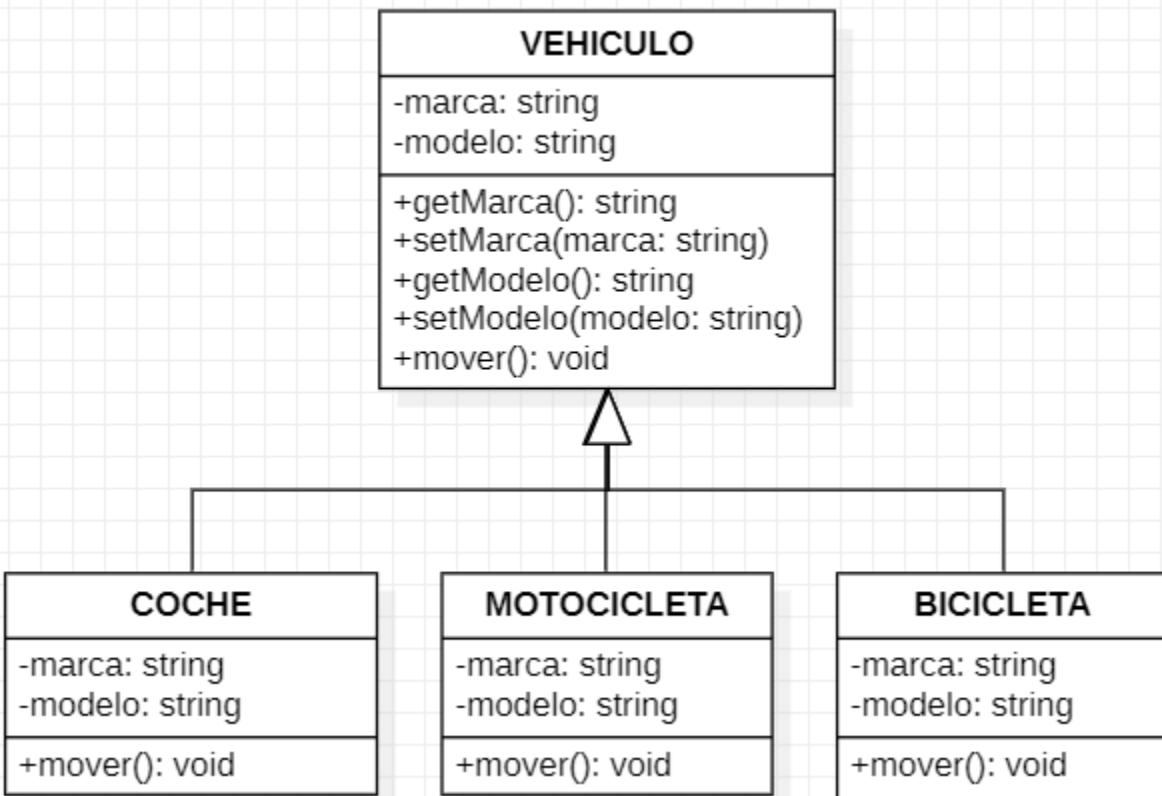 VEHICULO
-marca: string
-modelo: string
+getMarca(): string
+setMarca(marca: string)
+getModelo(): string
+setModelo(modelo: string)
+mover(): void
COCHE
-marca: string
-modelo: string
+mover(): void
MOTOCICLETA
-marca: string
-modelo: string
+mover(): void
BICICLETA
-marca: string
-modelo: string
+mover(): void